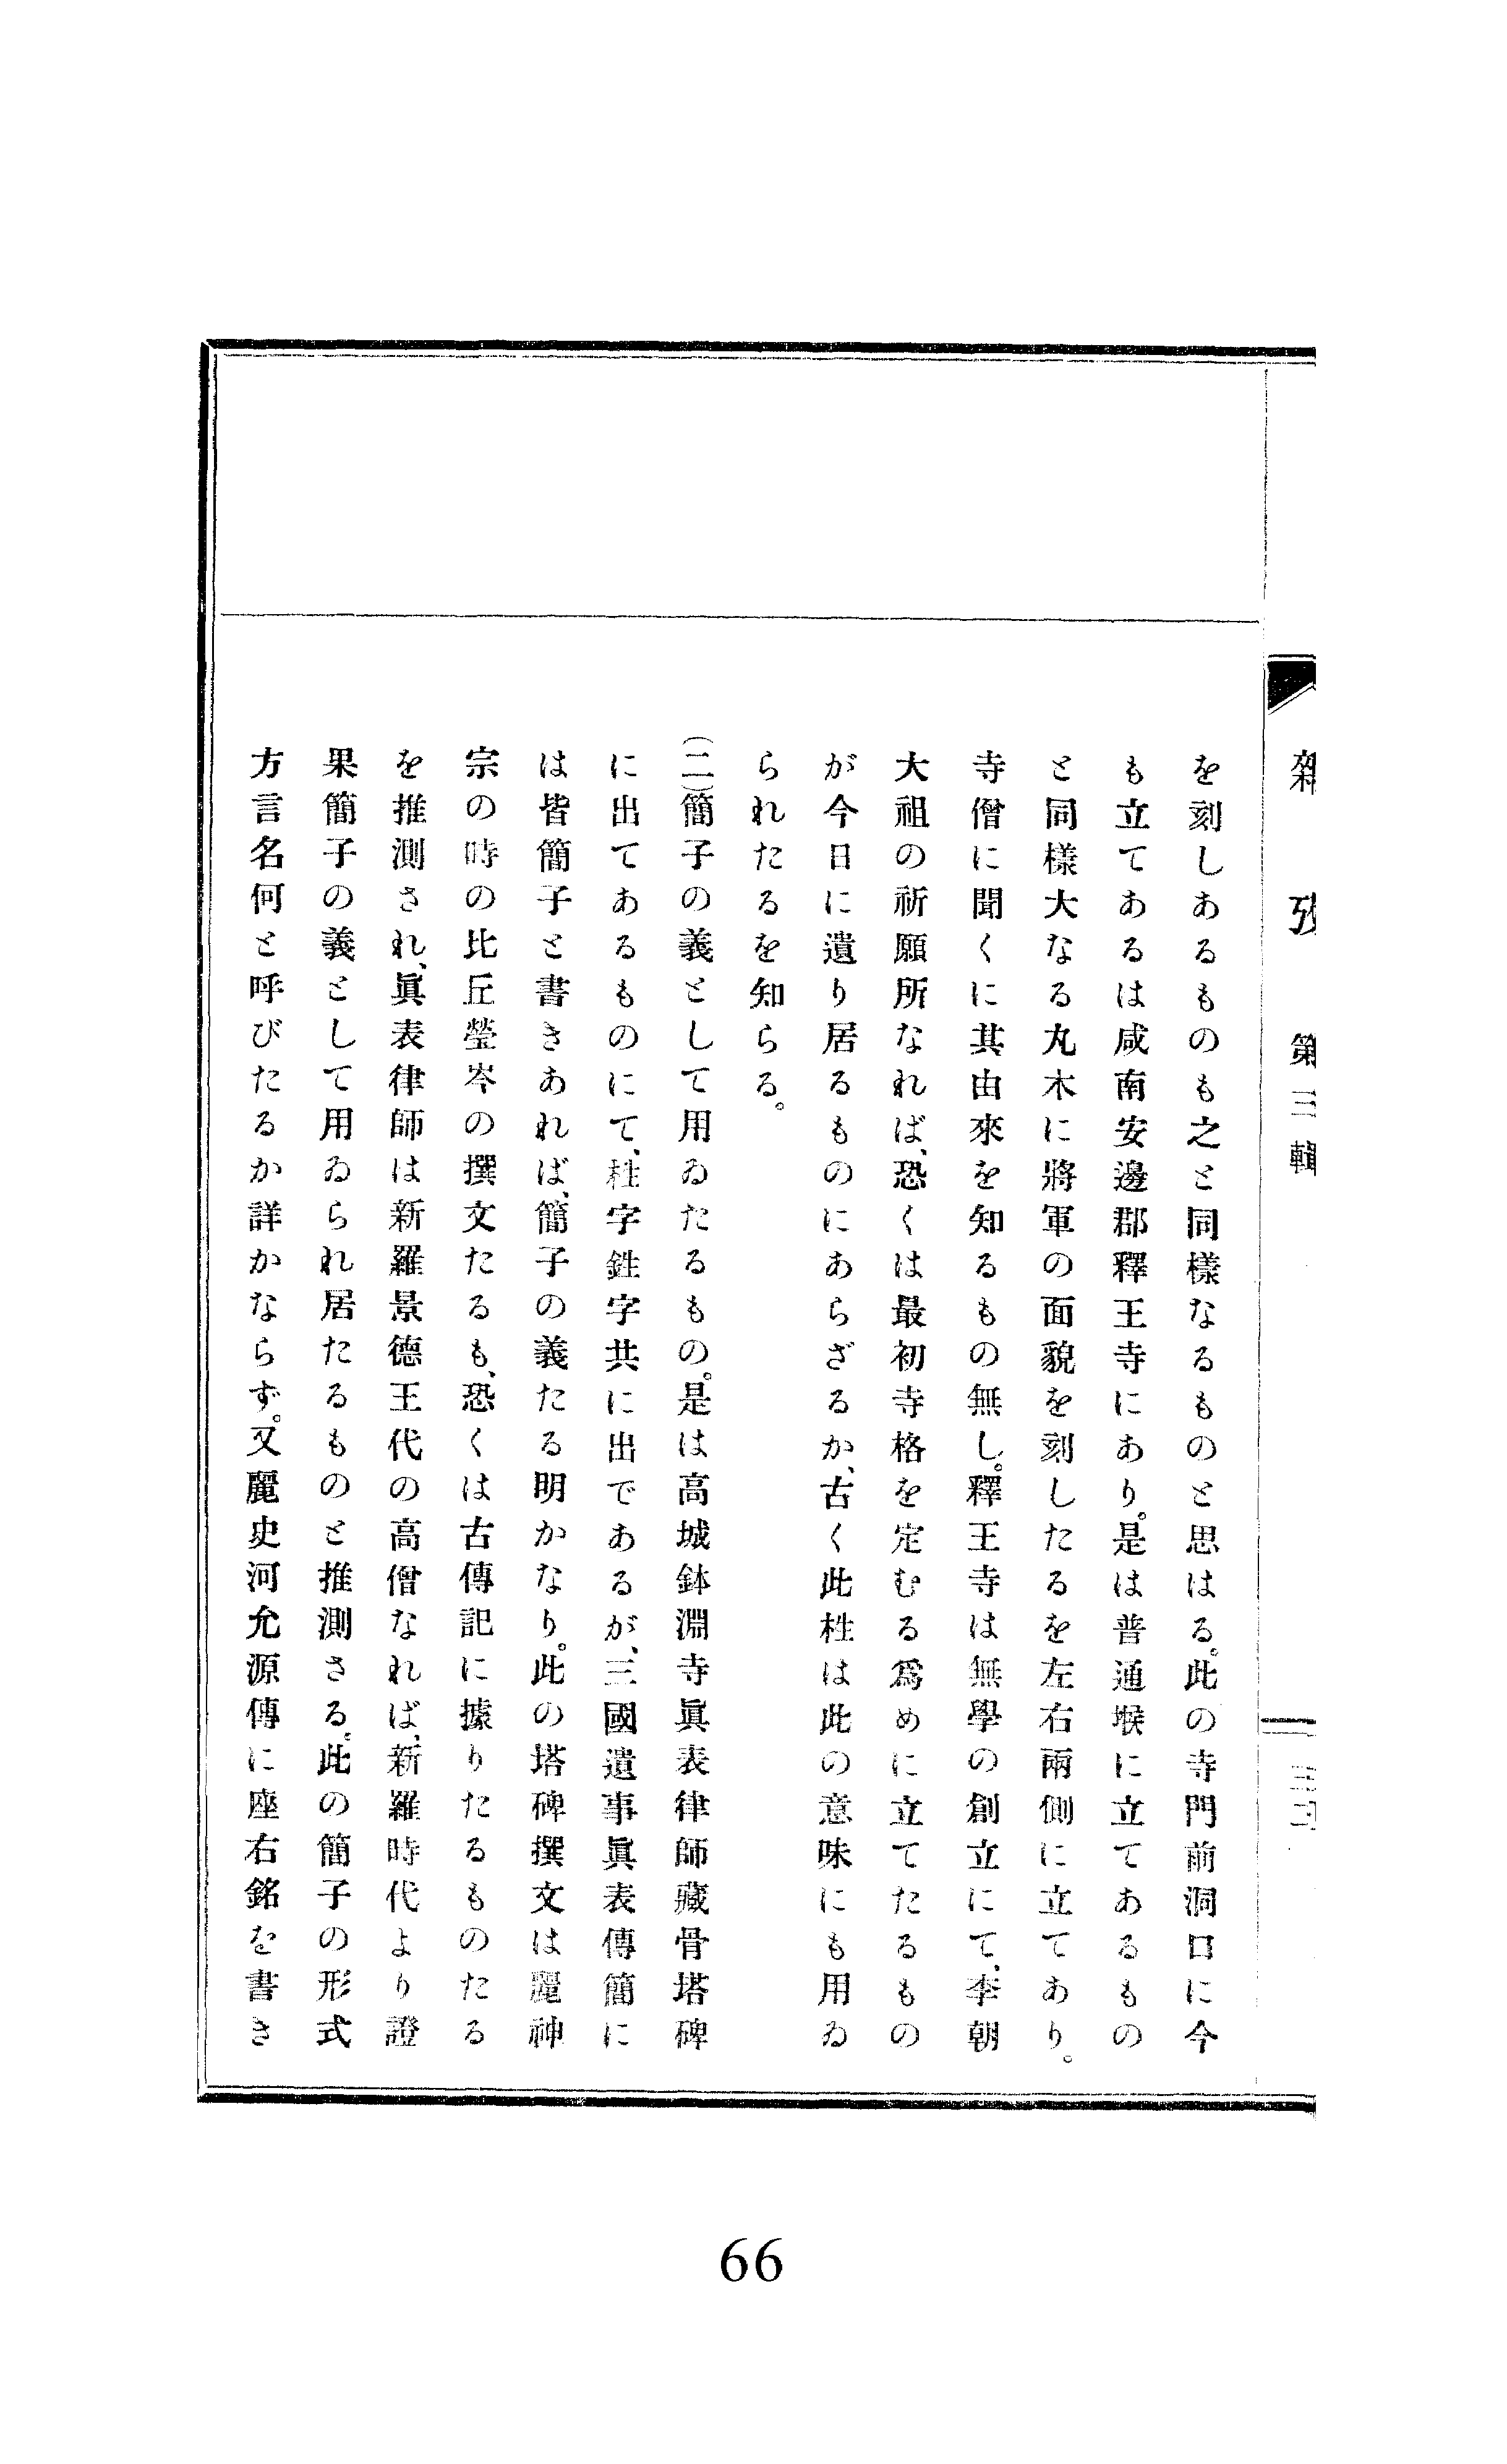 雜攷 第三輯
を刻しあるものも之と同樣なるものと思はる。此の寺門前洞口に今
も立てあるは咸南安邊郡釋王寺にあり。是は普通堠に立てあるもの
と同樣大なる丸木に將軍の面貌を刻したるを左右兩側に立てあり。
寺僧に聞くに其由來を知るもの無し。釋王寺は無學の創立にて、李朝
大祖の祈願所なれば、恐くは最初寺格を定むる爲めに立てたるもの
が今日に遺り居るものにあらざるか、古く此栍は此の意味にも用ゐ
られたるを知らる。
(二)簡子の義として用ゐたるもの。是は高城鉢淵寺眞表律師藏骨塔碑
に出てあるものにて、栍字鉎字共に出であるが、三國遺事眞表傳簡に
は皆簡子と書きあれば、簡子の義たる明かなり。此の塔碑撰文は麗神
宗の時の比丘瑩岑の撰文たるも、恐くは古傳記に據りたるものたる
を推測され、眞表律師は新羅景德王代の高僧なれば、新羅時代より證
果簡子の義として用ゐられ居たるものと推測さる。此の簡子の形式
方言名何と呼びたるか詳かならず。又麗史河允源傳に座右銘を書き
66